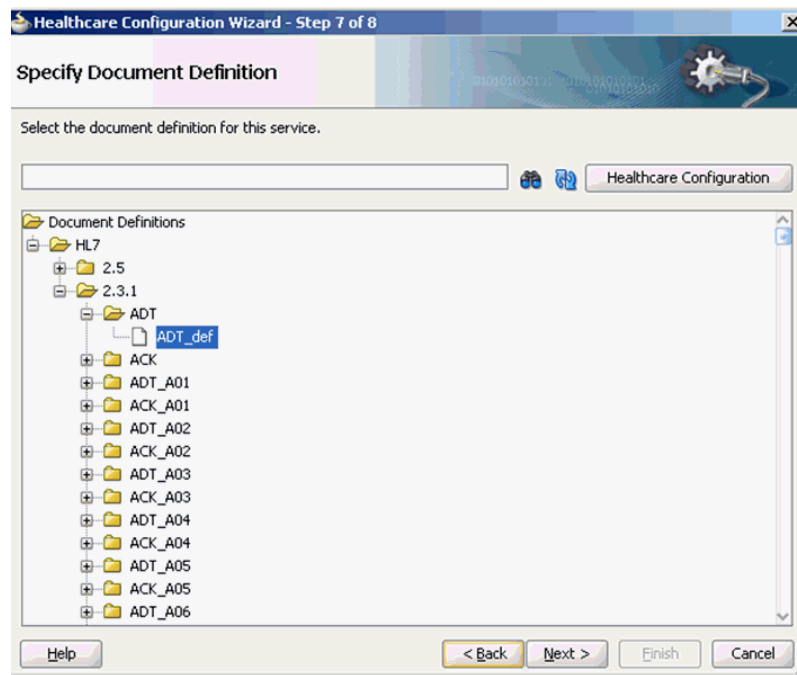 Healthcare Configuration Wizard - Step 7 of 8
Specify Document Definition
Select the document definition for this service.
Healthcare Configuration
Document Definitions
HL7
2.5
2.3.1
ADT
ADT_def
ACK
ADT_A01
ACK_A01
ADT_A02
ACK_A02
ADT_A03
ACK_A03
ADT_A04
ACK_A04
ADT_A05
ACK_A05
ADT_A06
Help
< Back
Next >
Finish
Cancel